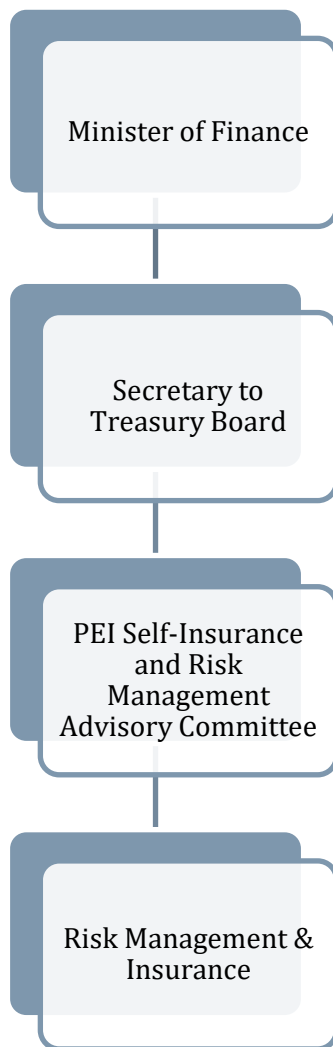 Minister of Finance
Secretary to
Treasury Board
PEI Self-Insurance
and Risk
Management
Advisory Committee
Risk Management &
Insurance